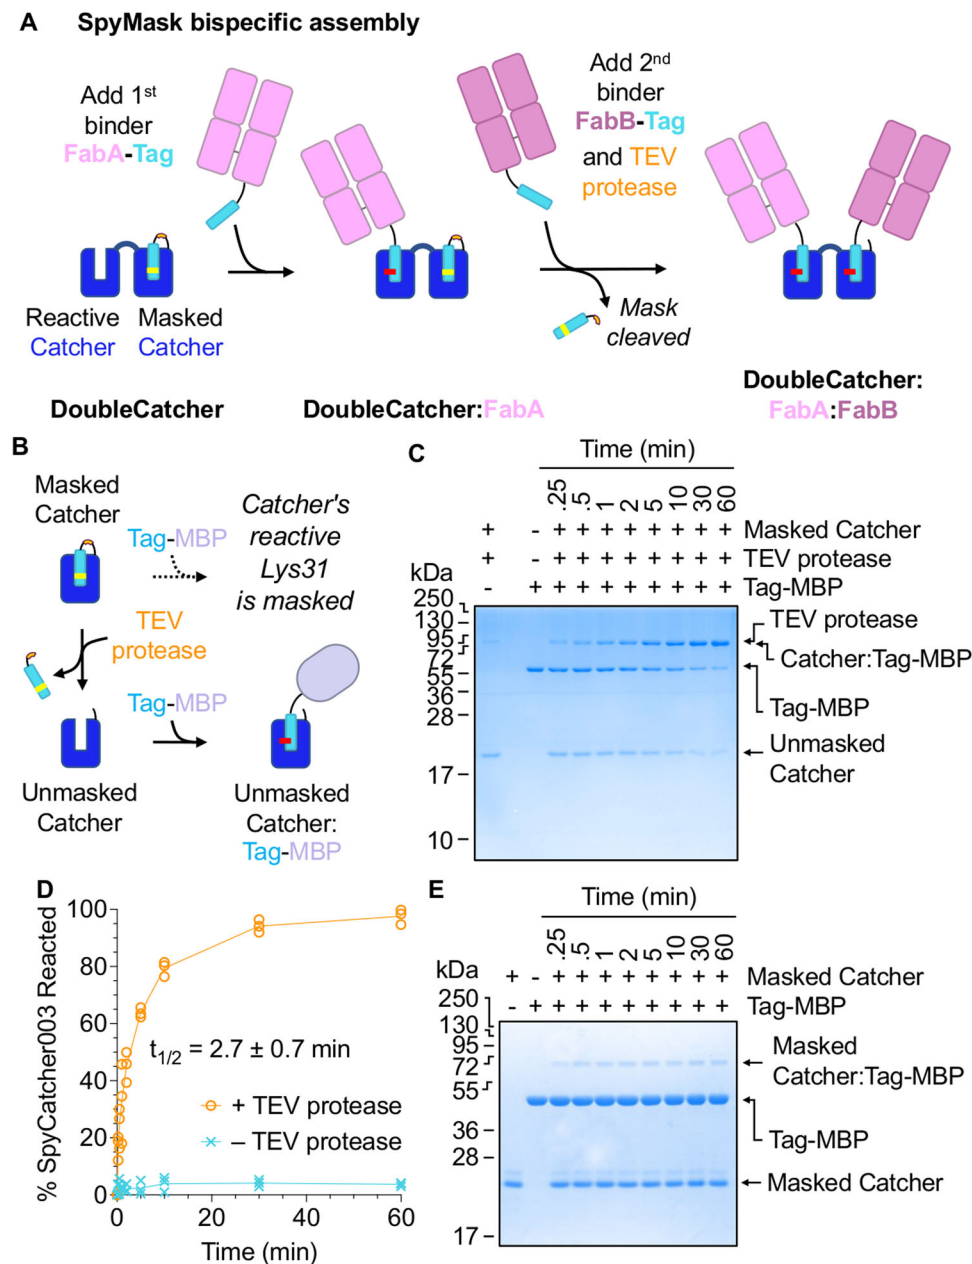 A SpyMask bispecific assembly
Add 1st
binder
FabA-Tag
Add 2nd
binder
FabB-Tag
and TEV
protease
Reactive
Catcher
Masked
Catcher
Mask
cleaved
DoubleCatcher
DoubleCatcher:FabA
DoubleCatcher:
FabA:FabB
B
Masked
Catcher
Tag-MBP
Catcher's
reactive
Lys31
is masked
TEV
protease
Tag-MBP
Unmasked
Catcher
Unmasked
Catcher:
Tag-MBP
C
Time (min)
.25 .5 1 2 5 10 30 60
+ - + + + + + + + + Masked Catcher
+ - + + + + + + + + TEV protease
- + + + + + + + + + Tag-MBP
kDa
250
130
95
72
55
36
28
17
10
TEV protease
Catcher:Tag-MBP
Tag-MBP
Unmasked
Catcher
D
% SpyCatcher003 Reacted
100
80
60
40
20
0
t1/2 = 2.7 ± 0.7 min
+ TEV protease
– TEV protease
0 20 40 60
Time (min)
E
Time (min)
.25 .5 1 2 5 10 30 60
+ - + + + + + + + + Masked Catcher
- + + + + + + + + + Tag-MBP
kDa
250
130
95
72
55
36
28
17
Masked
Catcher:Tag-MBP
Tag-MBP
Masked Catcher